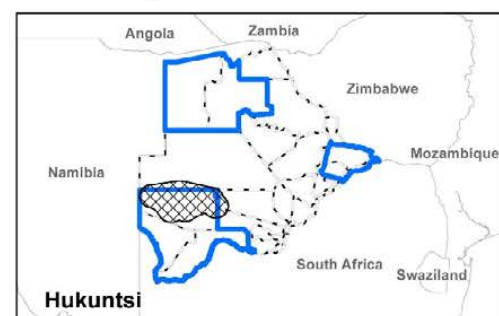 Angola
Zambia
Zimbabwe
Namibia
Mozambique
South Africa
Swaziland
Hukuntsi